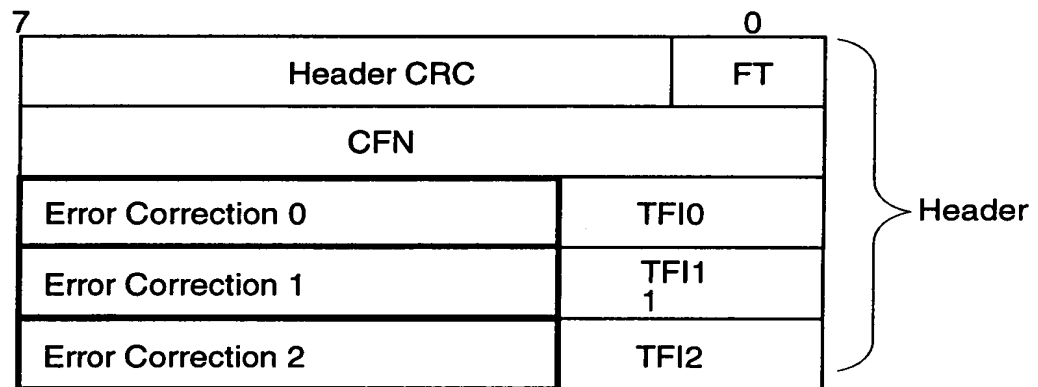 7 0
Header CRC FT
CFN
Error Correction 0 TFI0
Header
Error Correction 1 TFI1
1
Error Correction 2 TFI2